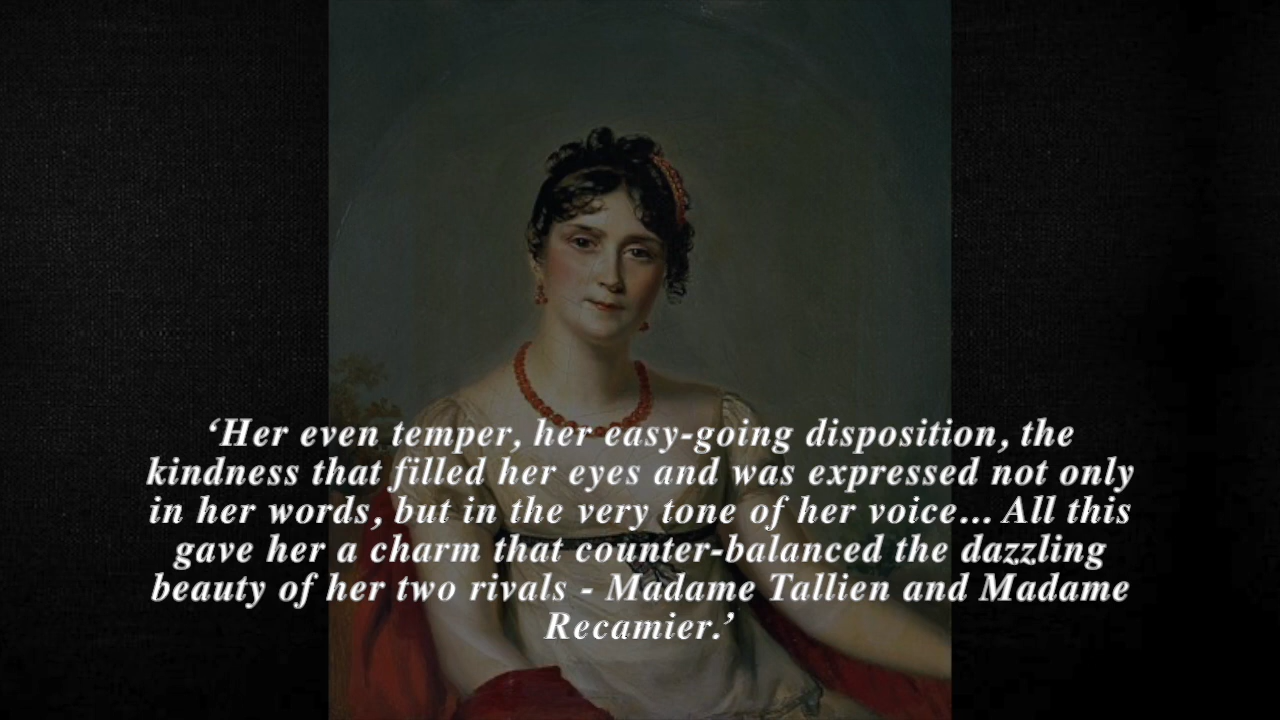 ‘Her even temper, her easy-going disposition, the
kindness that filled her eyes and was expressed not only
in her words, but in the very tone of her voice... All this
gave her a charm that counter-balanced the dazzling
beauty of her two rivals - Madame Tallien and Madame
Recamier.’